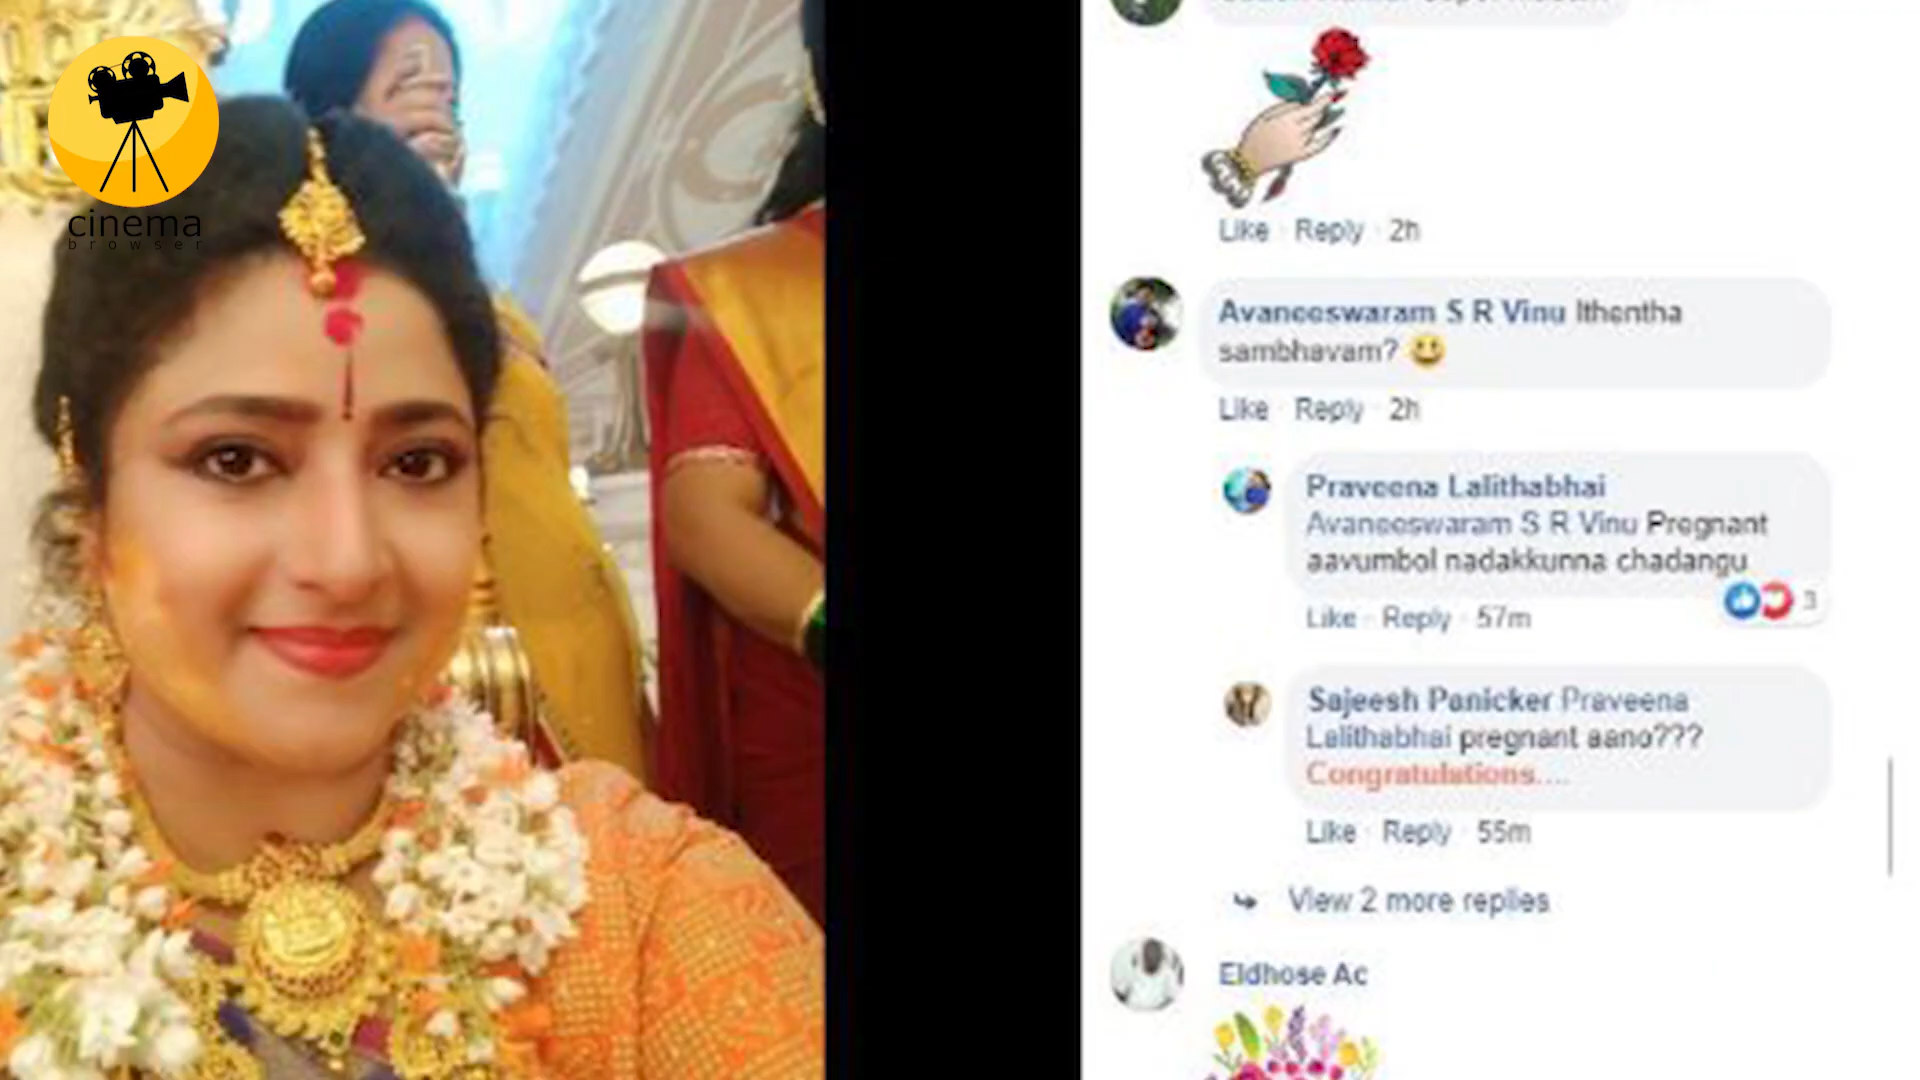 cinema
browser
Like Reply 2h
Avaneeswaram S R Vinu Ithentha
sambhavam?
Like Reply 2h
Praveena Lalithabhai
Avaneeswaram S R Vinu Pregnant
aavumbol nadakkunna chadangu
3
Like Reply 57m
Sajeesh Panicker Praveena
Lalithabhai pregnant aano???
Congratulations....
Like Reply 55m
View 2 more replies
Eldhose Ac